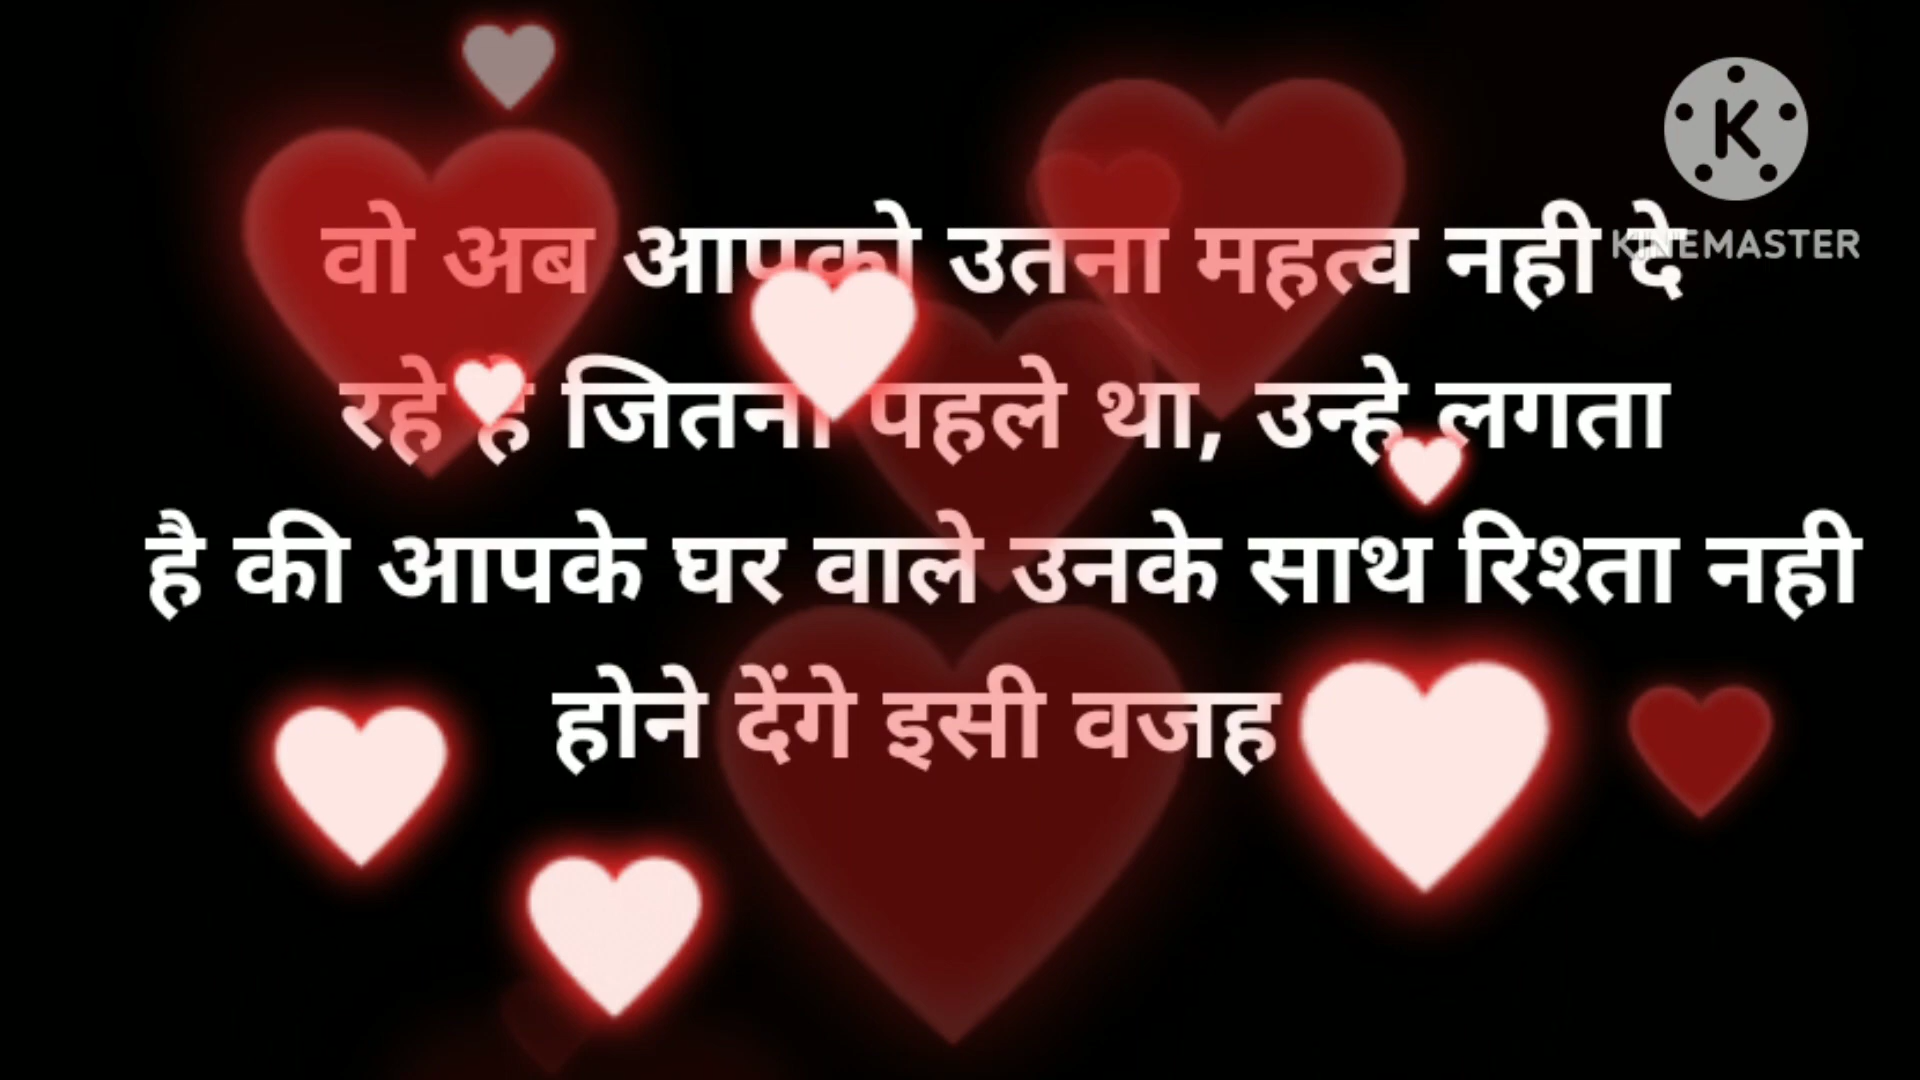 वो अब आपको उतना महत्व नही दे
रहे है जितना पहले था, उन्हे लगता
है की आपके घर वाले उनके साथ रिश्ता नही
होने देंगे इसी वजह
K
KINEMASTER